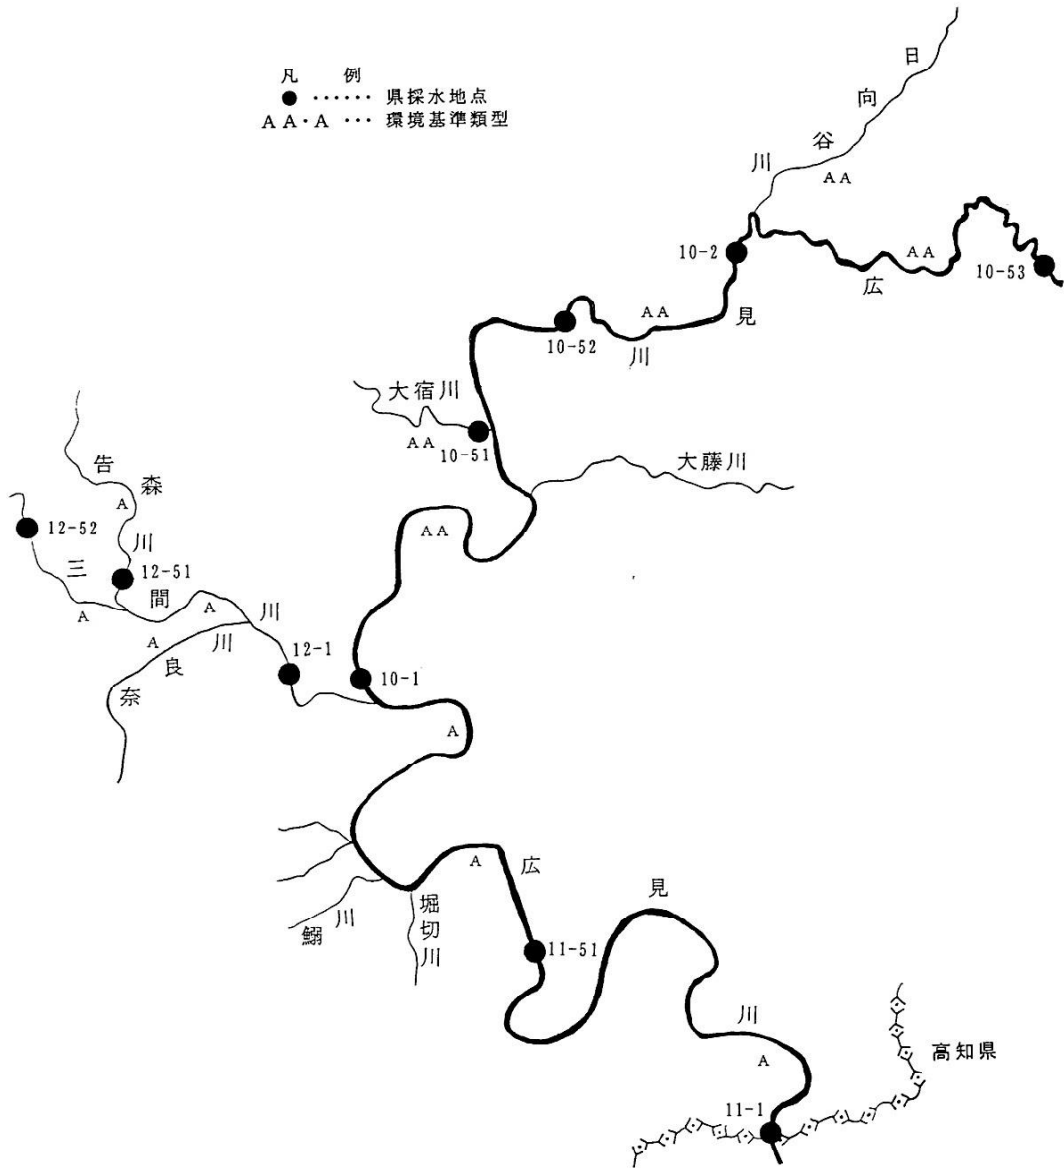 凡 例
● ‥‥‥ 県採水地点
AA・A ‥‥ 環境基準類型
日向谷川
AA
10-2
AA
10-53
広見川
AA
10-52
大宿川
AA
10-51
大藤川
告森川
A
12-52
AA
12-51
三間川
A
A
A
奈良川
12-1
10-1
A
A
広見川
堀切川
鰯川
11-51
A
高知県
11-1